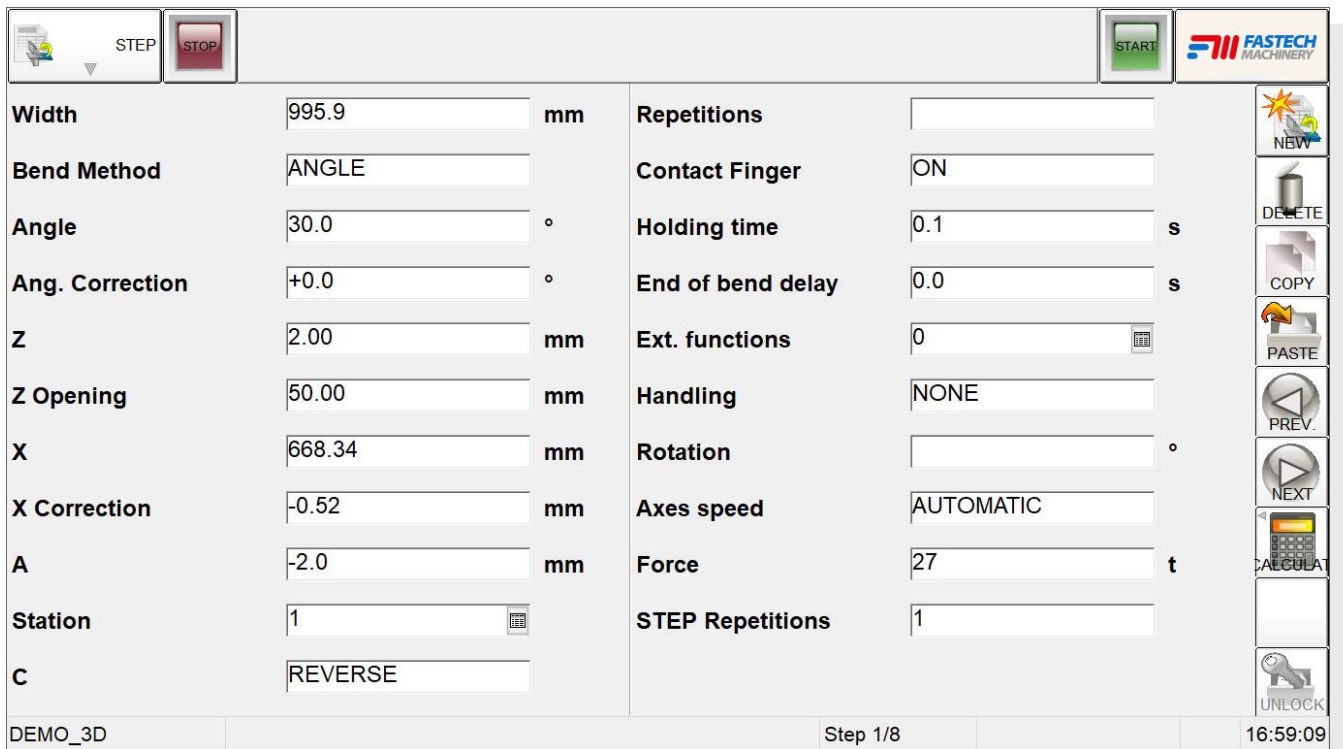 STEP
STOP
START
FASTECH
MACHINERY
Width 995.9 mm
Bend Method ANGLE
Angle 30.0 °
Ang. Correction +0.0 °
Z 2.00 mm
Z Opening 50.00 mm
X 668.34 mm
X Correction -0.52 mm
A -2.0 mm
Station 1
C REVERSE
Repetitions
Contact Finger ON
Holding time 0.1 s
End of bend delay 0.0 s
Ext. functions 0
Handling NONE
Rotation °
Axes speed AUTOMATIC
Force 27 t
STEP Repetitions 1
NEW
DELETE
COPY
PASTE
PREV.
NEXT
CALCULAT
UNLOCK
DEMO_3D Step 1/8 16:59:09